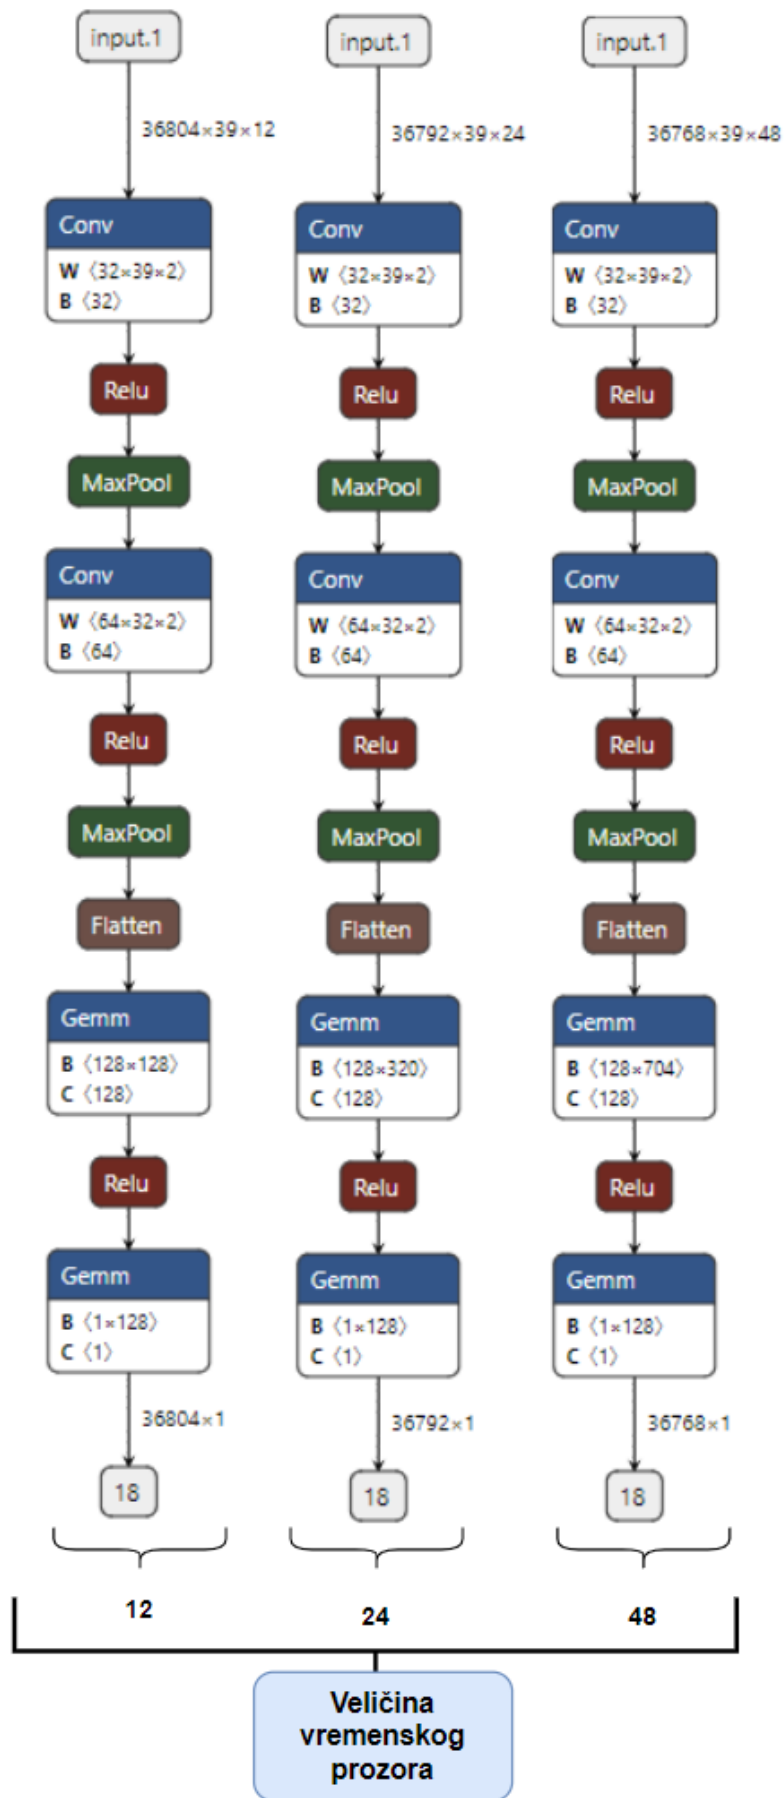 input.1
36804×39×12
Conv
W ⟨32×39×2⟩
B ⟨32⟩
Relu
MaxPool
Conv
W ⟨64×32×2⟩
B ⟨64⟩
Relu
MaxPool
Flatten
Gemm
B ⟨128×128⟩
C ⟨128⟩
Relu
Gemm
B ⟨1×128⟩
C ⟨1⟩
36804×1
18
12
input.1
36792×39×24
Conv
W ⟨32×39×2⟩
B ⟨32⟩
Relu
MaxPool
Conv
W ⟨64×32×2⟩
B ⟨64⟩
Relu
MaxPool
Flatten
Gemm
B ⟨128×320⟩
C ⟨128⟩
Relu
Gemm
B ⟨1×128⟩
C ⟨1⟩
36792×1
18
24
input.1
36768×39×48
Conv
W ⟨32×39×2⟩
B ⟨32⟩
Relu
MaxPool
Conv
W ⟨64×32×2⟩
B ⟨64⟩
Relu
MaxPool
Flatten
Gemm
B ⟨128×704⟩
C ⟨128⟩
Relu
Gemm
B ⟨1×128⟩
C ⟨1⟩
36768×1
18
48
Veličina
vremenskog
prozora